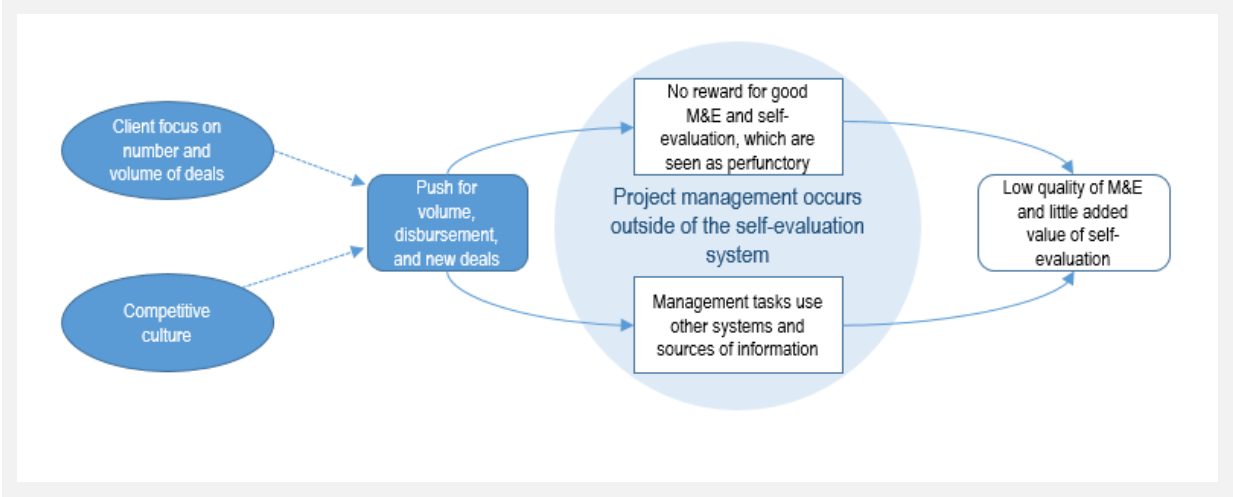 Client focus on
number and
volume of deals
Competitive
culture
Push for
volume,
disbursement,
and new deals
No reward for good
M&E and self-
evaluation, which are
seen as perfunctory
Project management occurs
outside of the self-evaluation
system
Management tasks use
other systems and
sources of information
Low quality of M&E
and little added
value of self-
evaluation